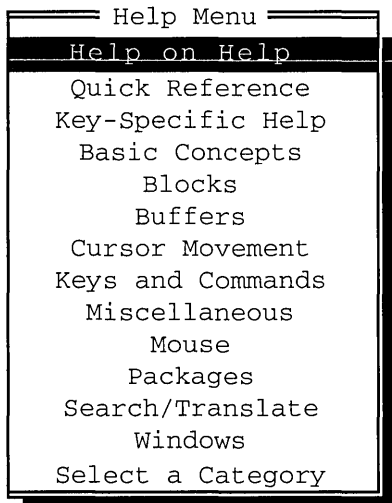 Help Menu
Help on Help
Quick Reference
Key-Specific Help
Basic Concepts
Blocks
Buffers
Cursor Movement
Keys and Commands
Miscellaneous
Mouse
Packages
Search/Translate
Windows
Select a Category